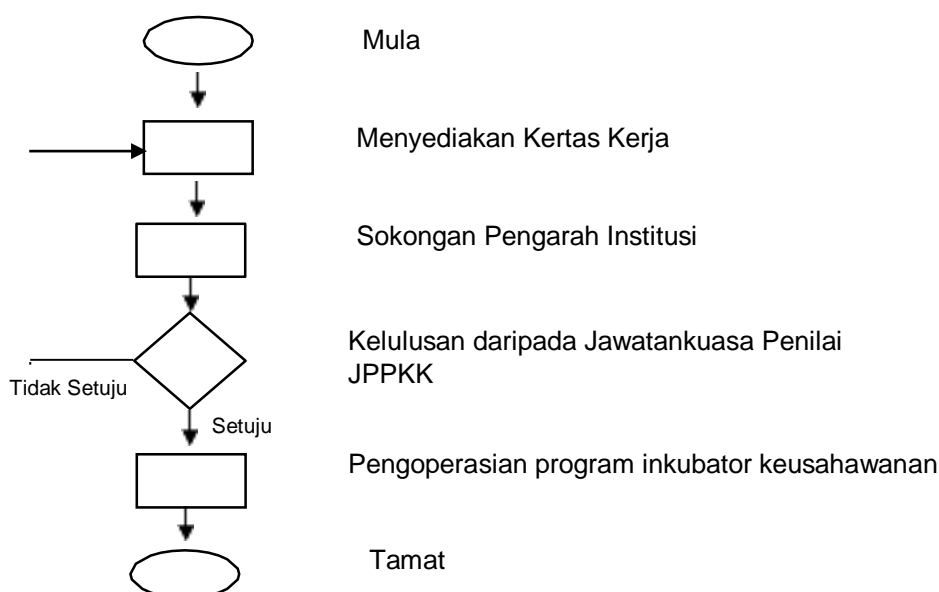 Mula
Menyediakan Kertas Kerja
Sokongan Pengarah Institusi
Kelulusan daripada Jawatankuasa Penilai
JPPKK
Tidak Setuju
Setuju
Pengoperasian program inkubator keusahawanan
Tamat